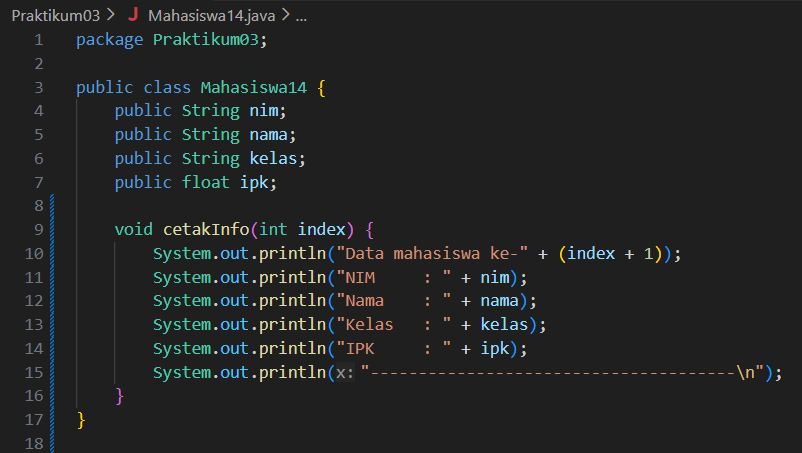 Praktikum03 > J Mahasiswa14.java > ...
1 package Praktikum03;
2
3 public class Mahasiswa14 {
4     public String nim;
5     public String nama;
6     public String kelas;
7     public float ipk;
8
9     void cetakInfo(int index) {
10         System.out.println("Data mahasiswa ke-" + (index + 1));
11         System.out.println("NIM     : " + nim);
12         System.out.println("Nama    : " + nama);
13         System.out.println("Kelas   : " + kelas);
14         System.out.println("IPK     : " + ipk);
15         System.out.println(x: "--------------------------------------\n");
16     }
17 }
18